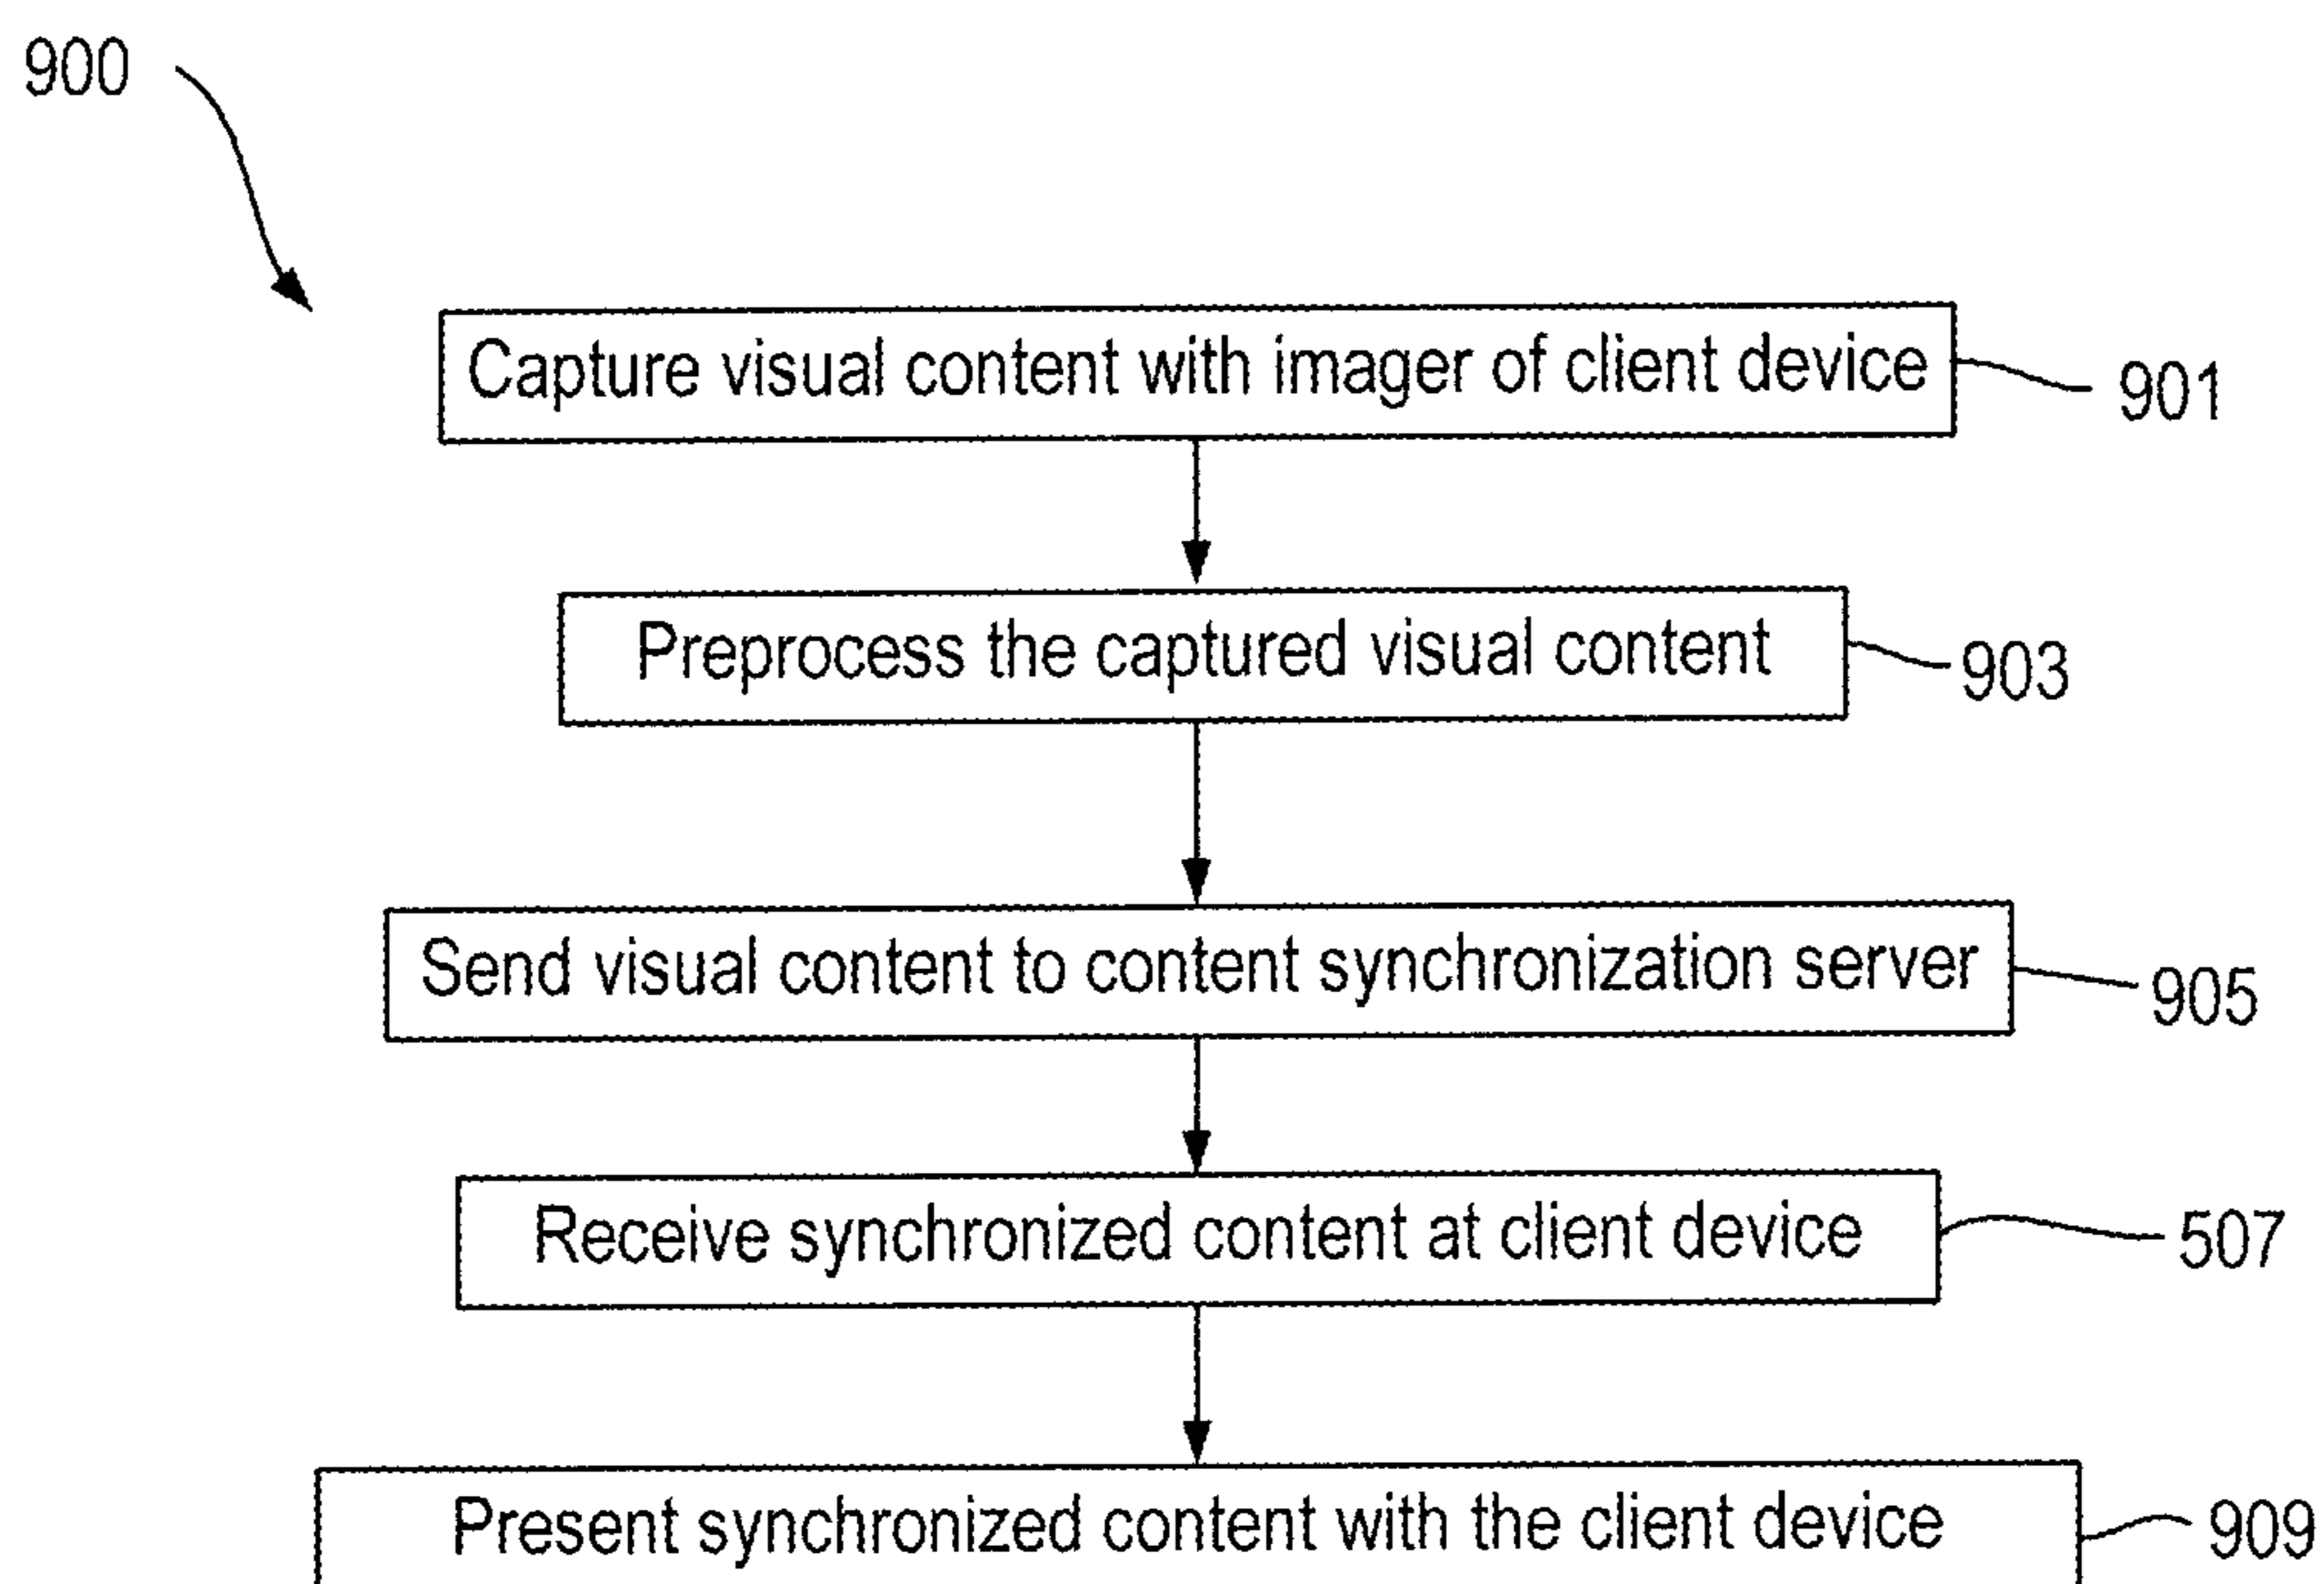 900
Capture visual content with imager of client device
901
Preprocess the captured visual content
903
Send visual content to content synchronization server
905
Receive synchronized content at client device
507
Present synchronized content with the client device
909